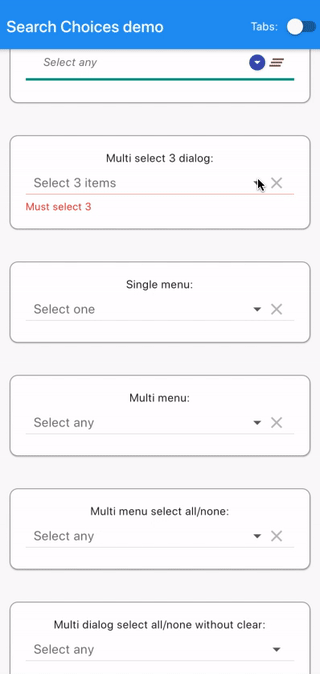 Search Choices demo
Tabs:
Select any
Multi select 3 dialog:
Select 3 items
Must select 3
Single menu:
Select one
Multi menu:
Select any
Multi menu select all/none:
Select any
Multi dialog select all/none without clear:
Select any